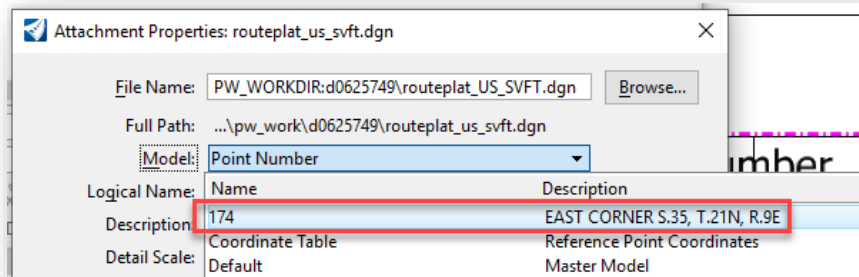 Attachment Properties: routeplat_us_svft.dgn
File Name: PW_WORKDIR:d0625749\routeplat_US_SVFT.dgn Browse...
Full Path: ...\pw_work\d0625749\routeplat_us_svft.dgn
Model: Point Number
Logical Name: Name Description
Description: 174 EAST CORNER S.35, T.21N, R.9E
Coordinate Table Reference Point Coordinates
Detail Scale: Default Master Model